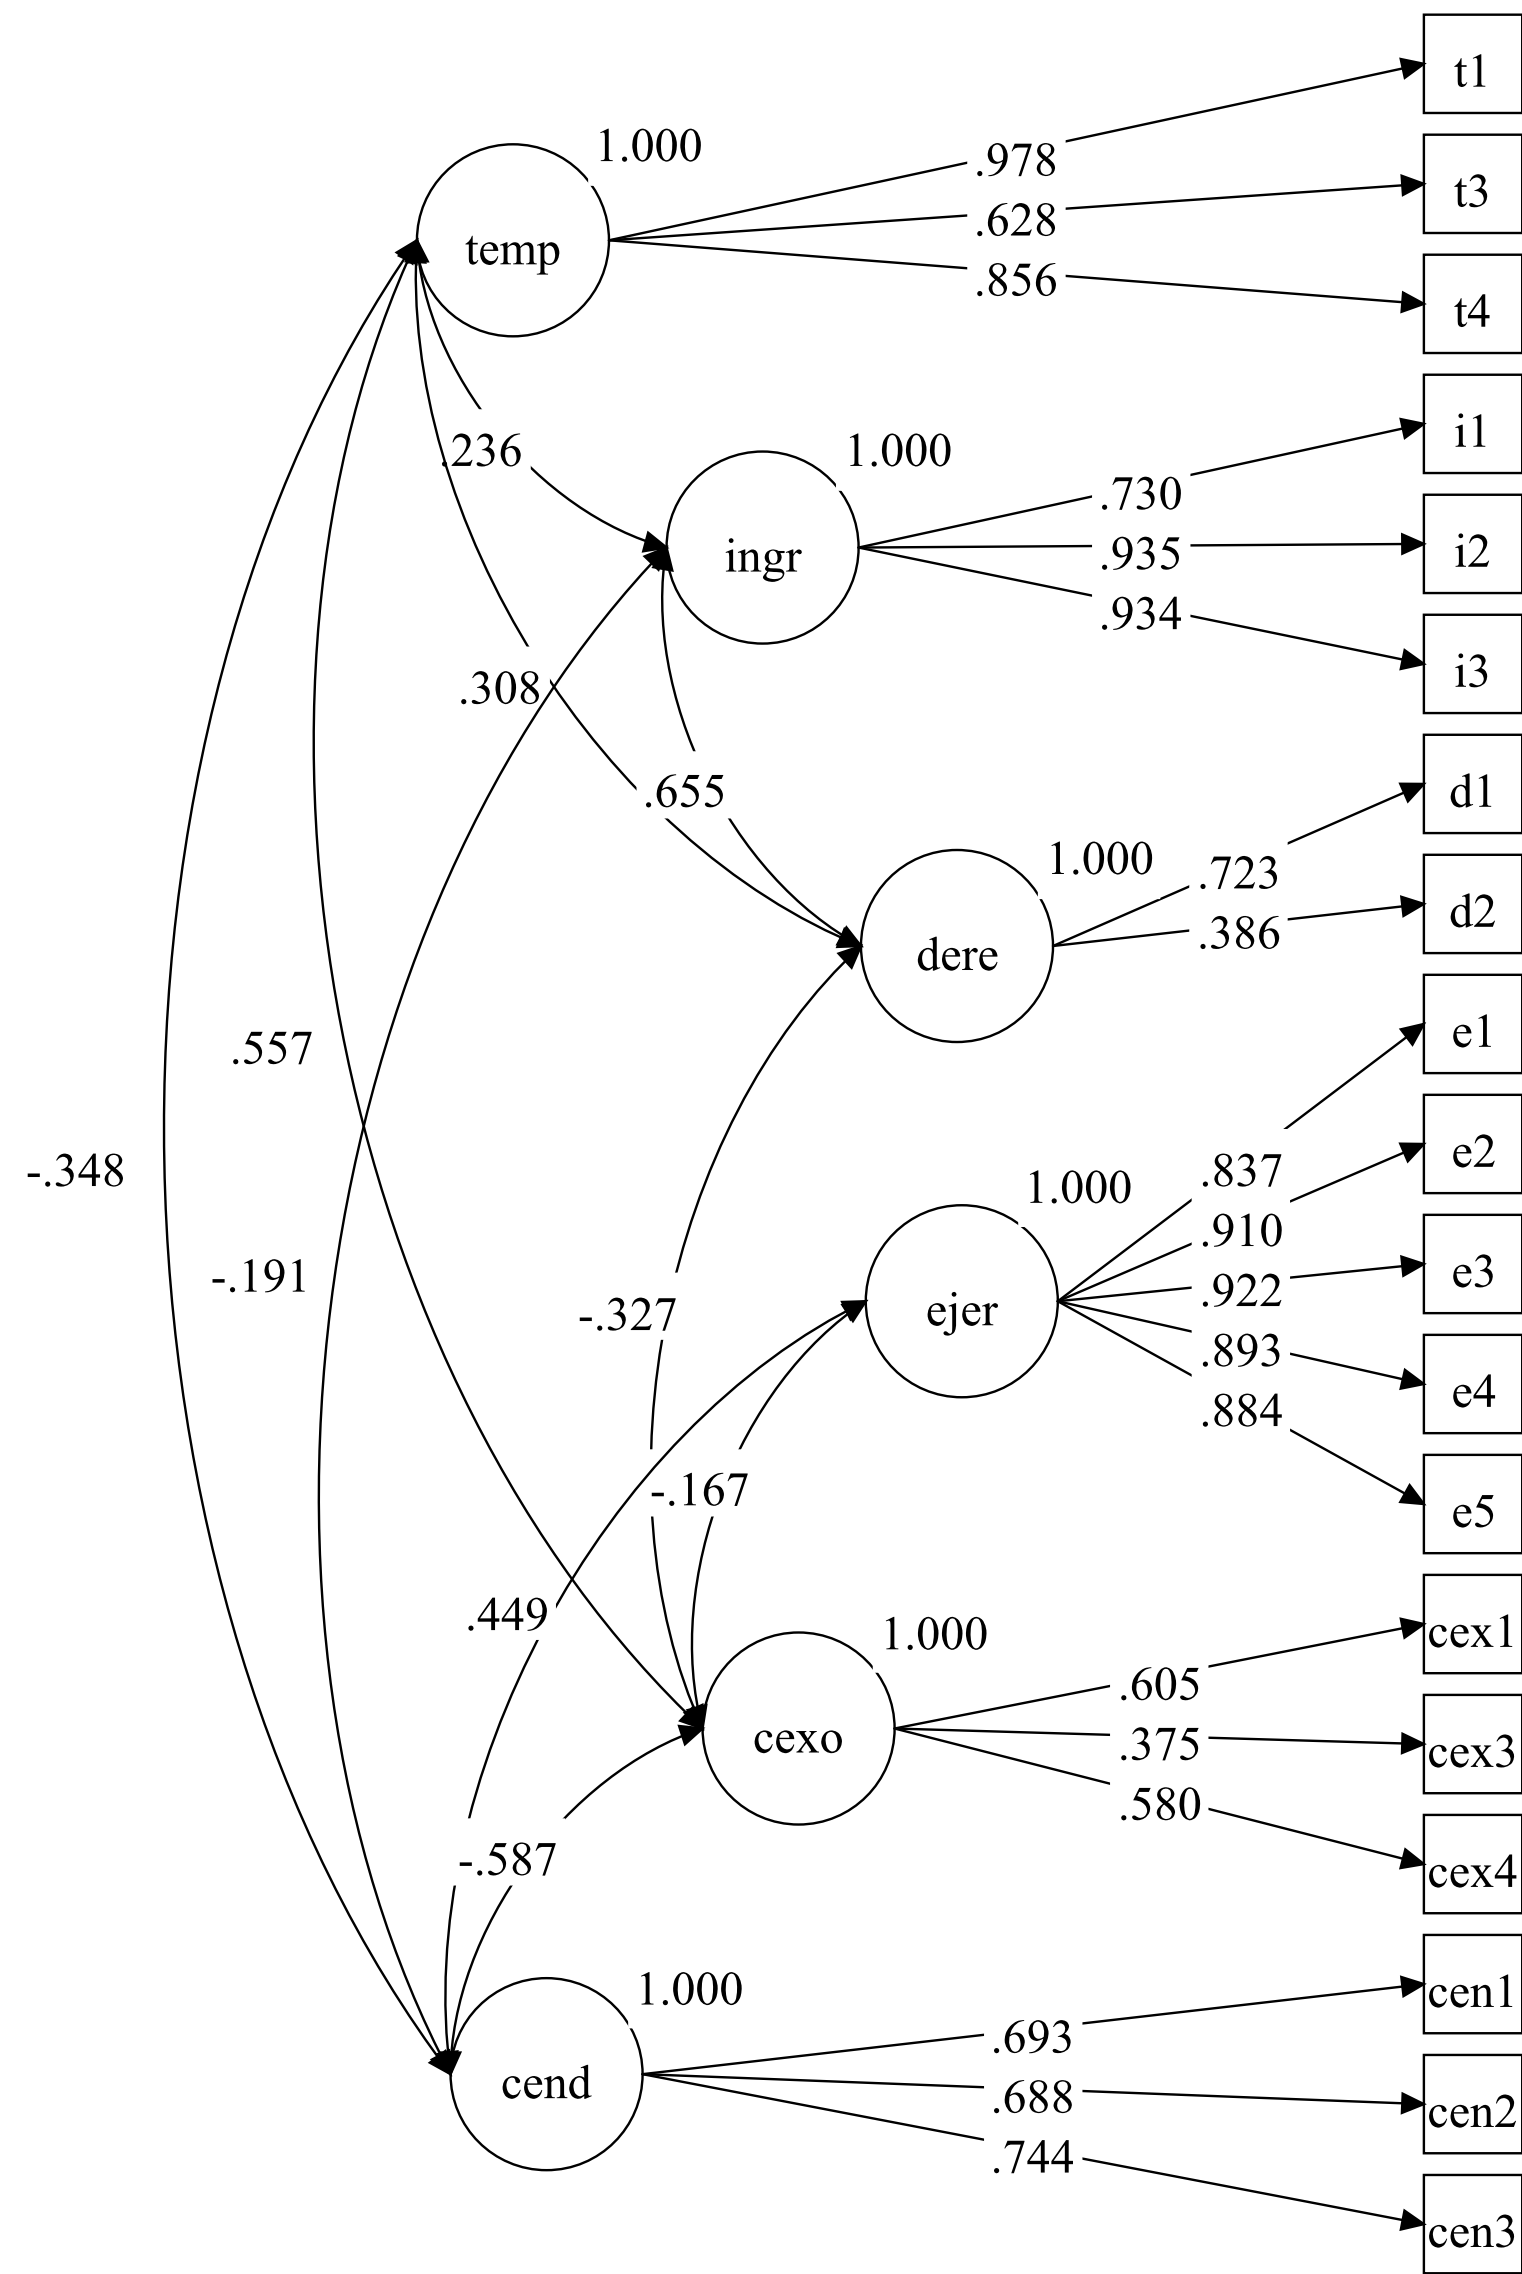 t1
1.000
.978
t3
.628
temp
.856
t4
i1
.236
1.000
.730
i2
.935
ingr
.934
i3
.308
d1
.655
1.000
.723
d2
.386
dere
e1
.557
e2
-.348
.837
1.000
.910
e3
-.191
.922
-.327
ejer
.893
e4
.884
-.167
e5
.449
1.000
cex1
.605
cexo
.375
cex3
.580
-.587
cex4
1.000
cen1
.693
cend
.688
cen2
.744
cen3